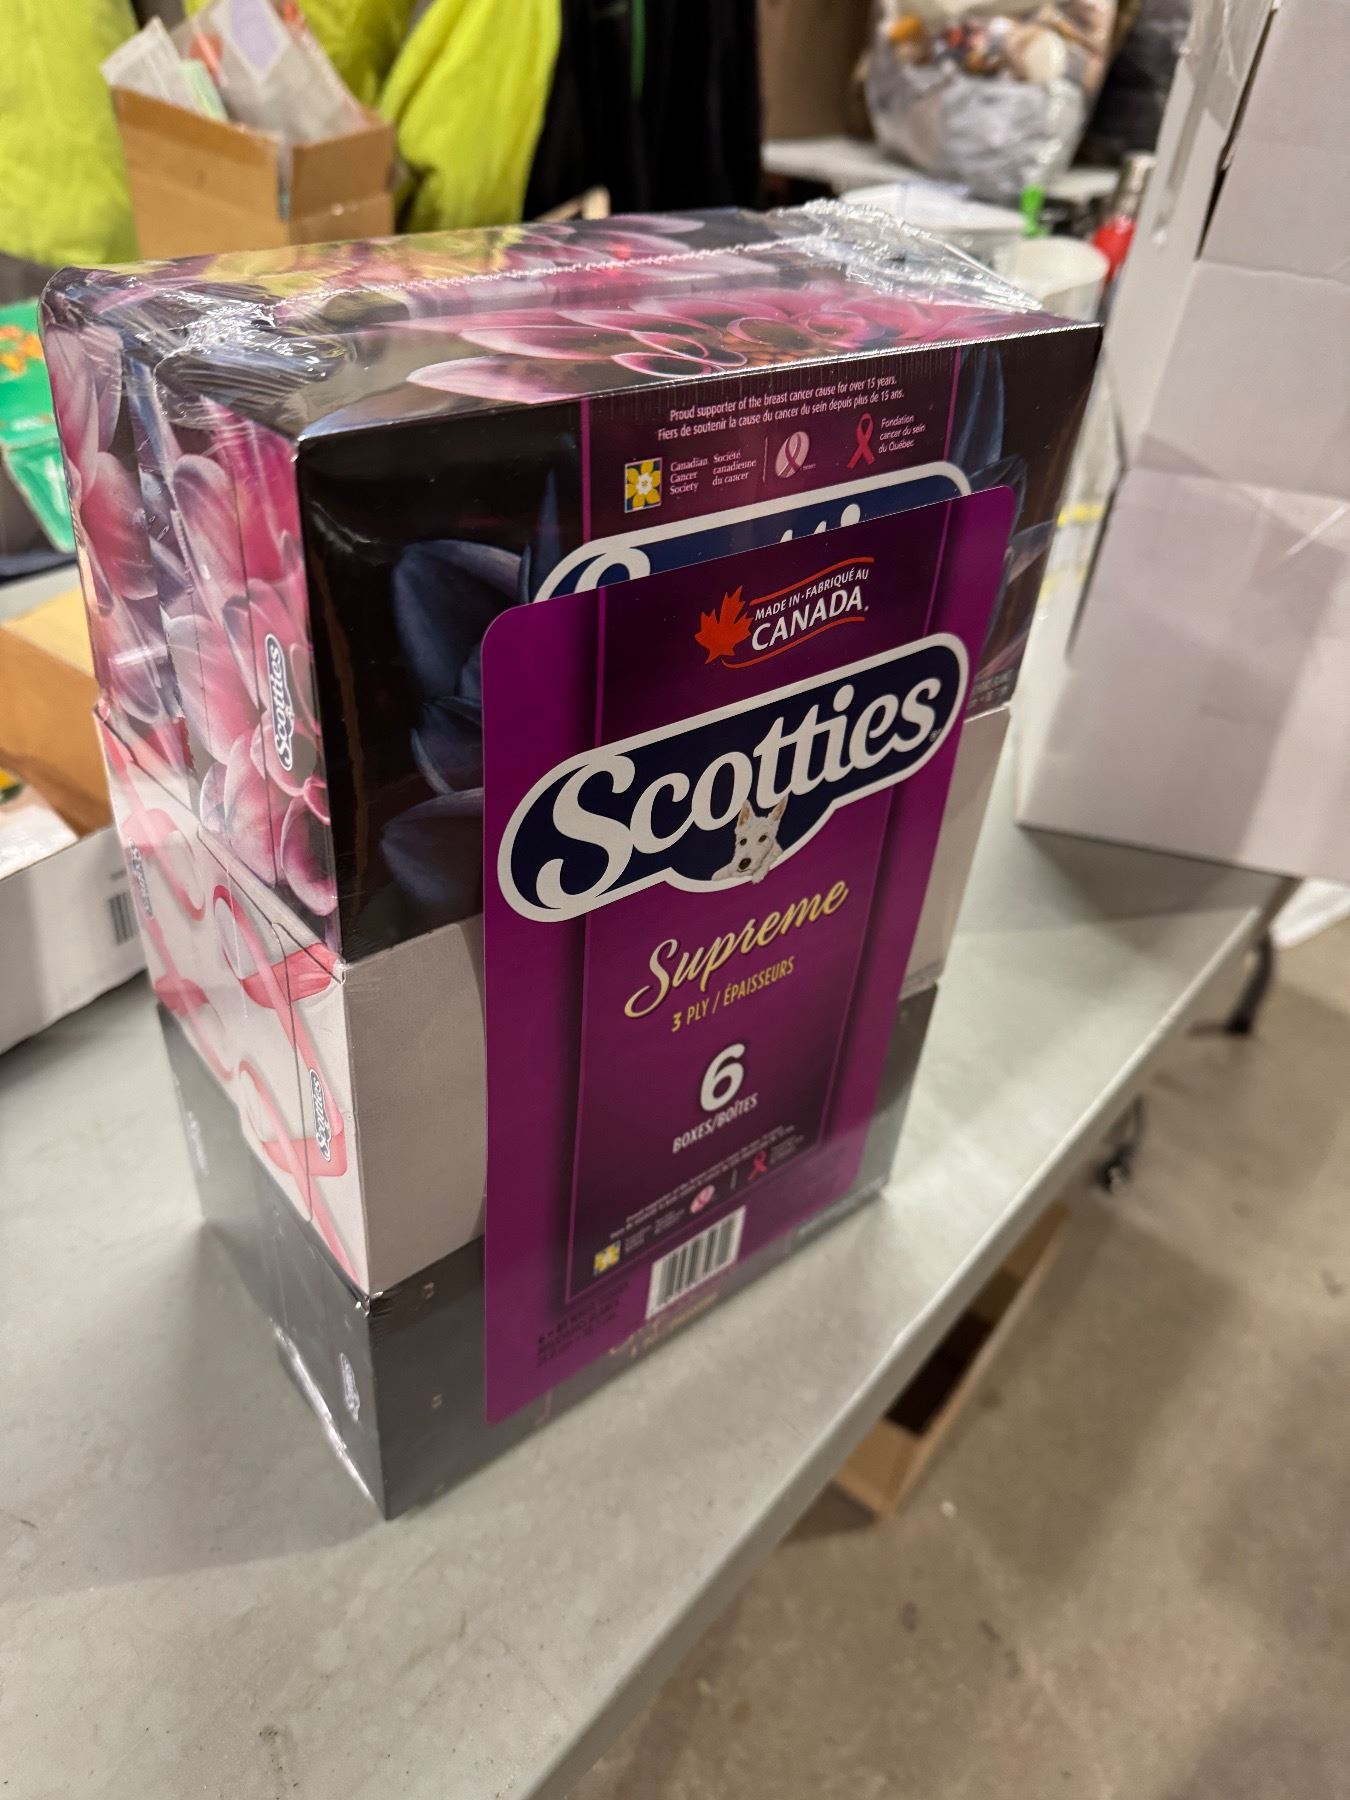 Proud supporter of the breast cancer cause for over 15 years.
Fiers de soutenir la cause du cancer du sein depuis plus de 15 ans.
Canadian
Cancer
Society
Société
canadienne
du cancer
Fondation
cancer du sein
du Québec
MADE IN • FABRIQUÉ AU
CANADA
Scotties®
Supreme
3 PLY / ÉPAISSEURS
6
BOXES/BOÎTES
Scotties
Scotties